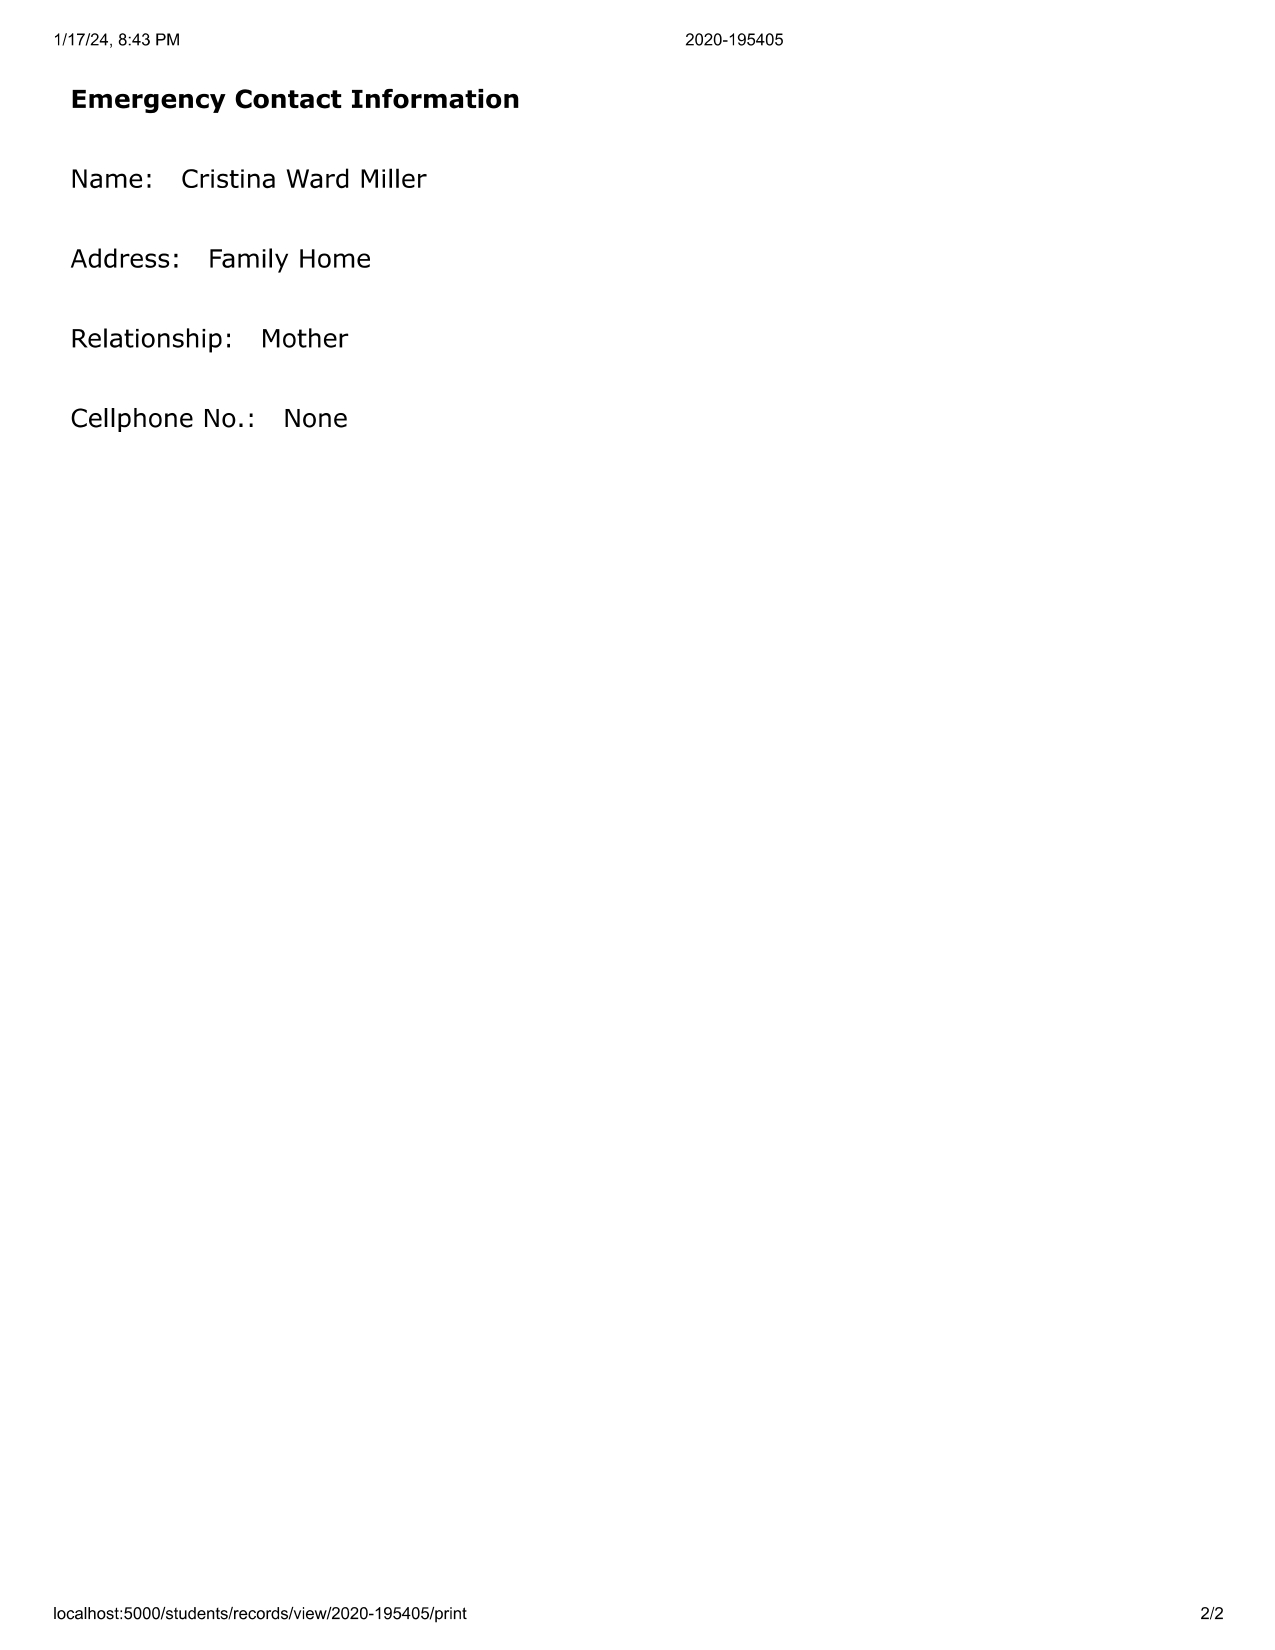 1/17/24, 8:43 PM 2020-195405
Emergency Contact Information
Name: Cristina Ward Miller
Address: Family Home
Relationship: Mother
Cellphone No.: None
localhost:5000/students/records/view/2020-195405/print 2/2